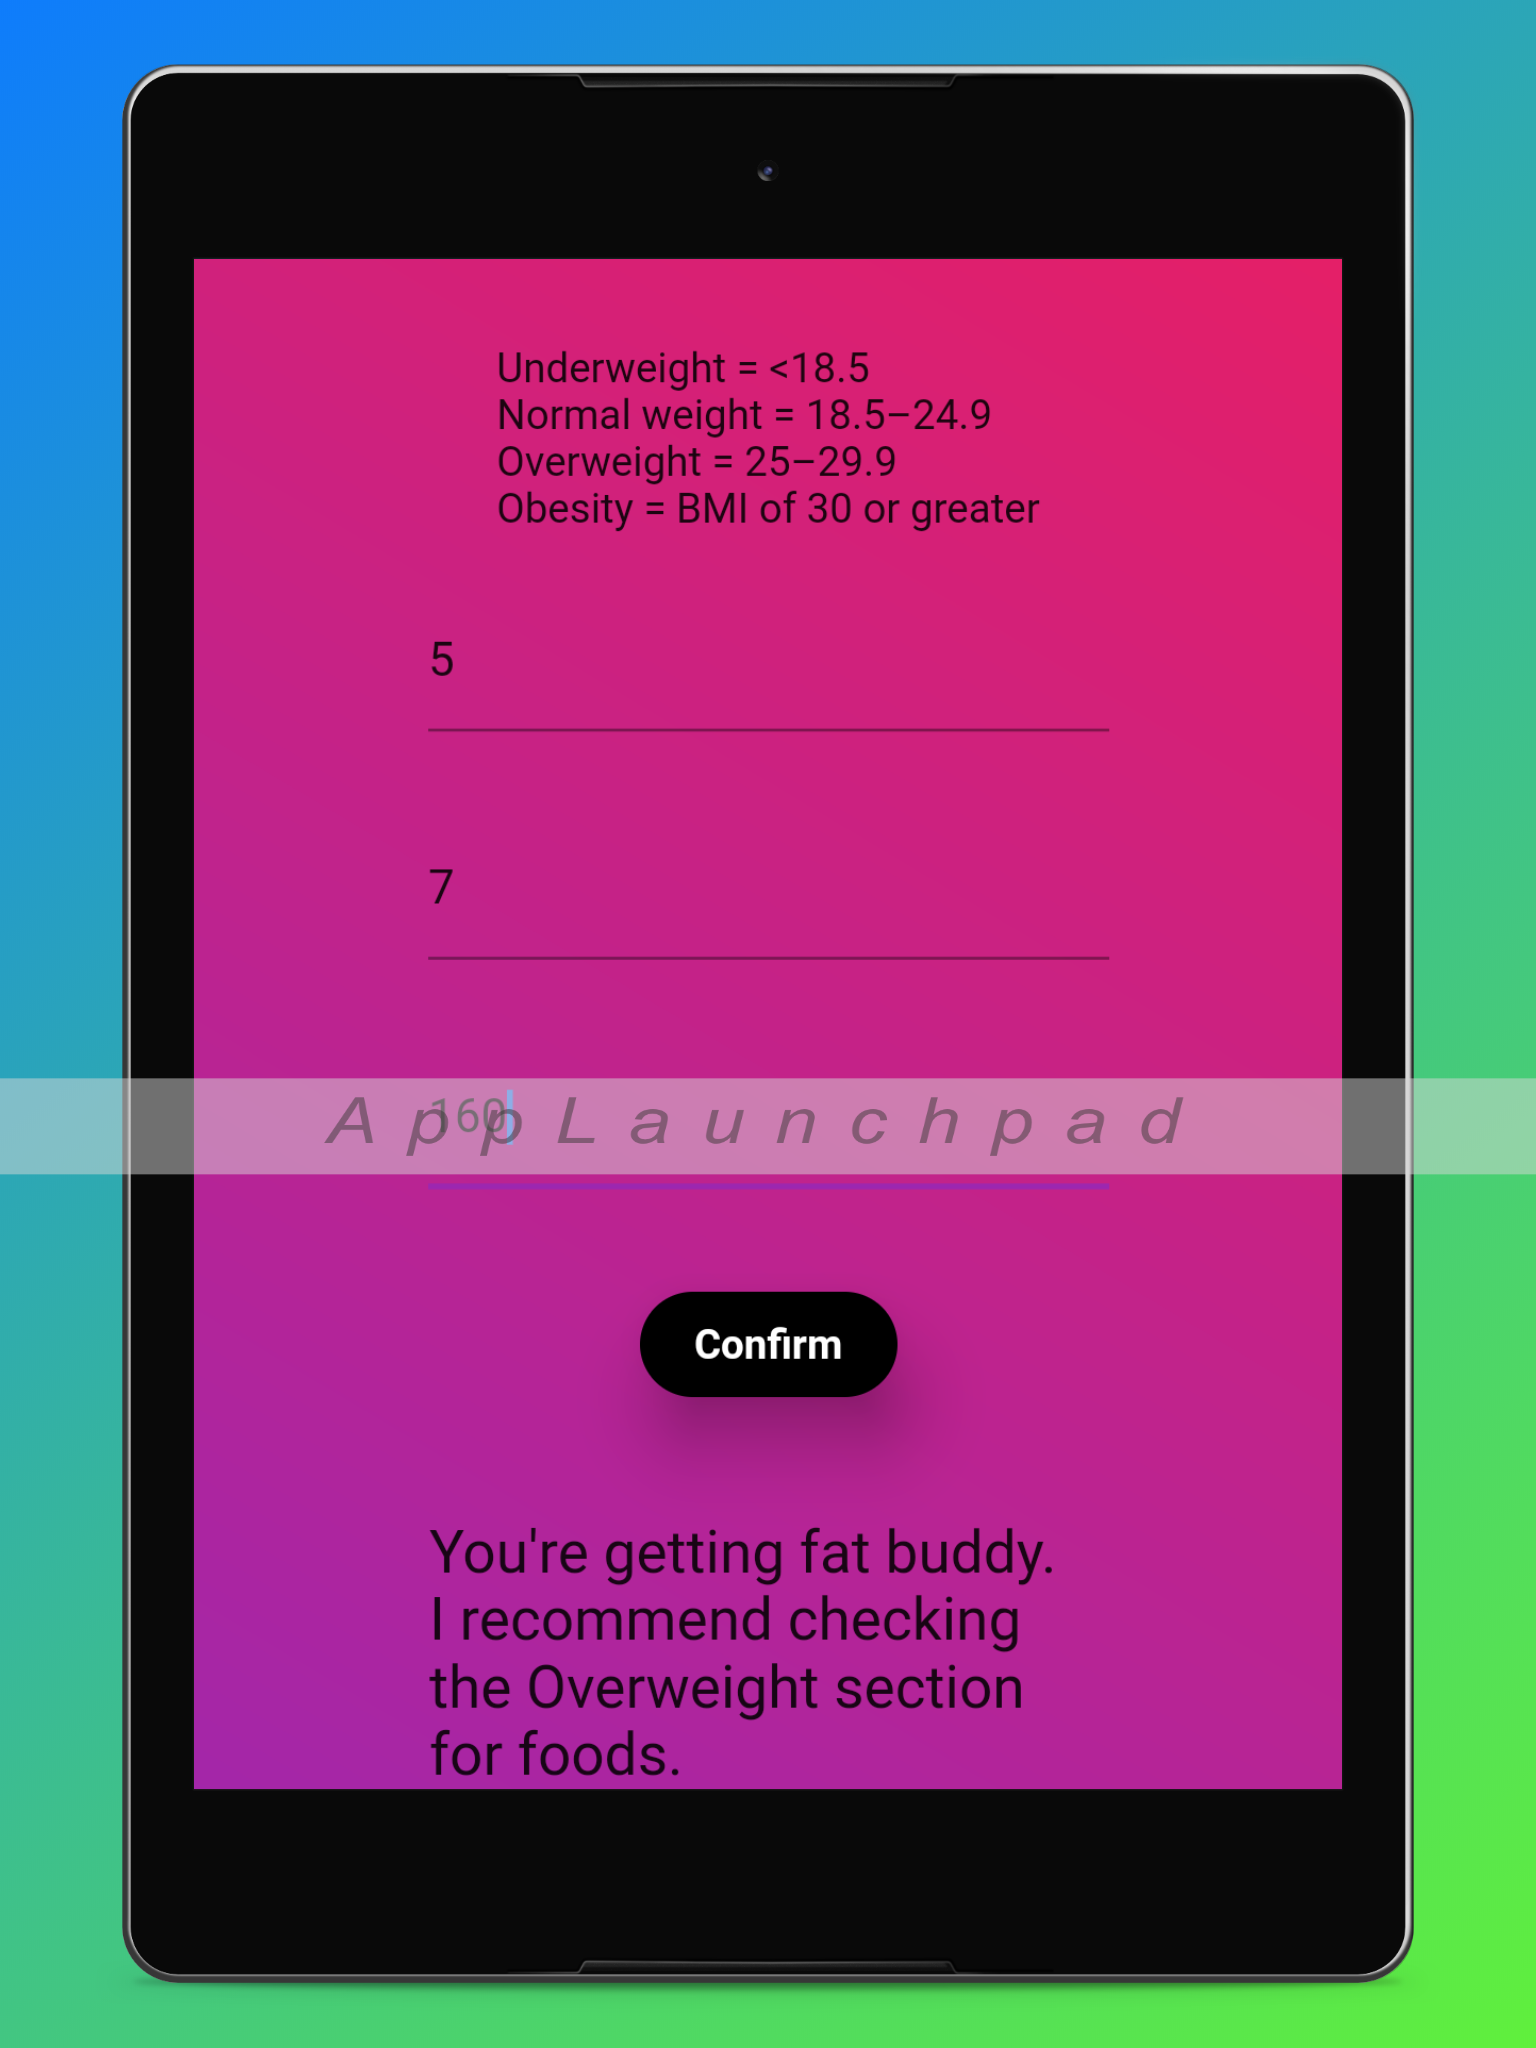 Underweight = <18.5
Normal weight = 18.5–24.9
Overweight = 25–29.9
Obesity = BMI of 30 or greater
5
7
160
AppLaunchpad
Confirm
You're getting fat buddy.
I recommend checking
the Overweight section
for foods.